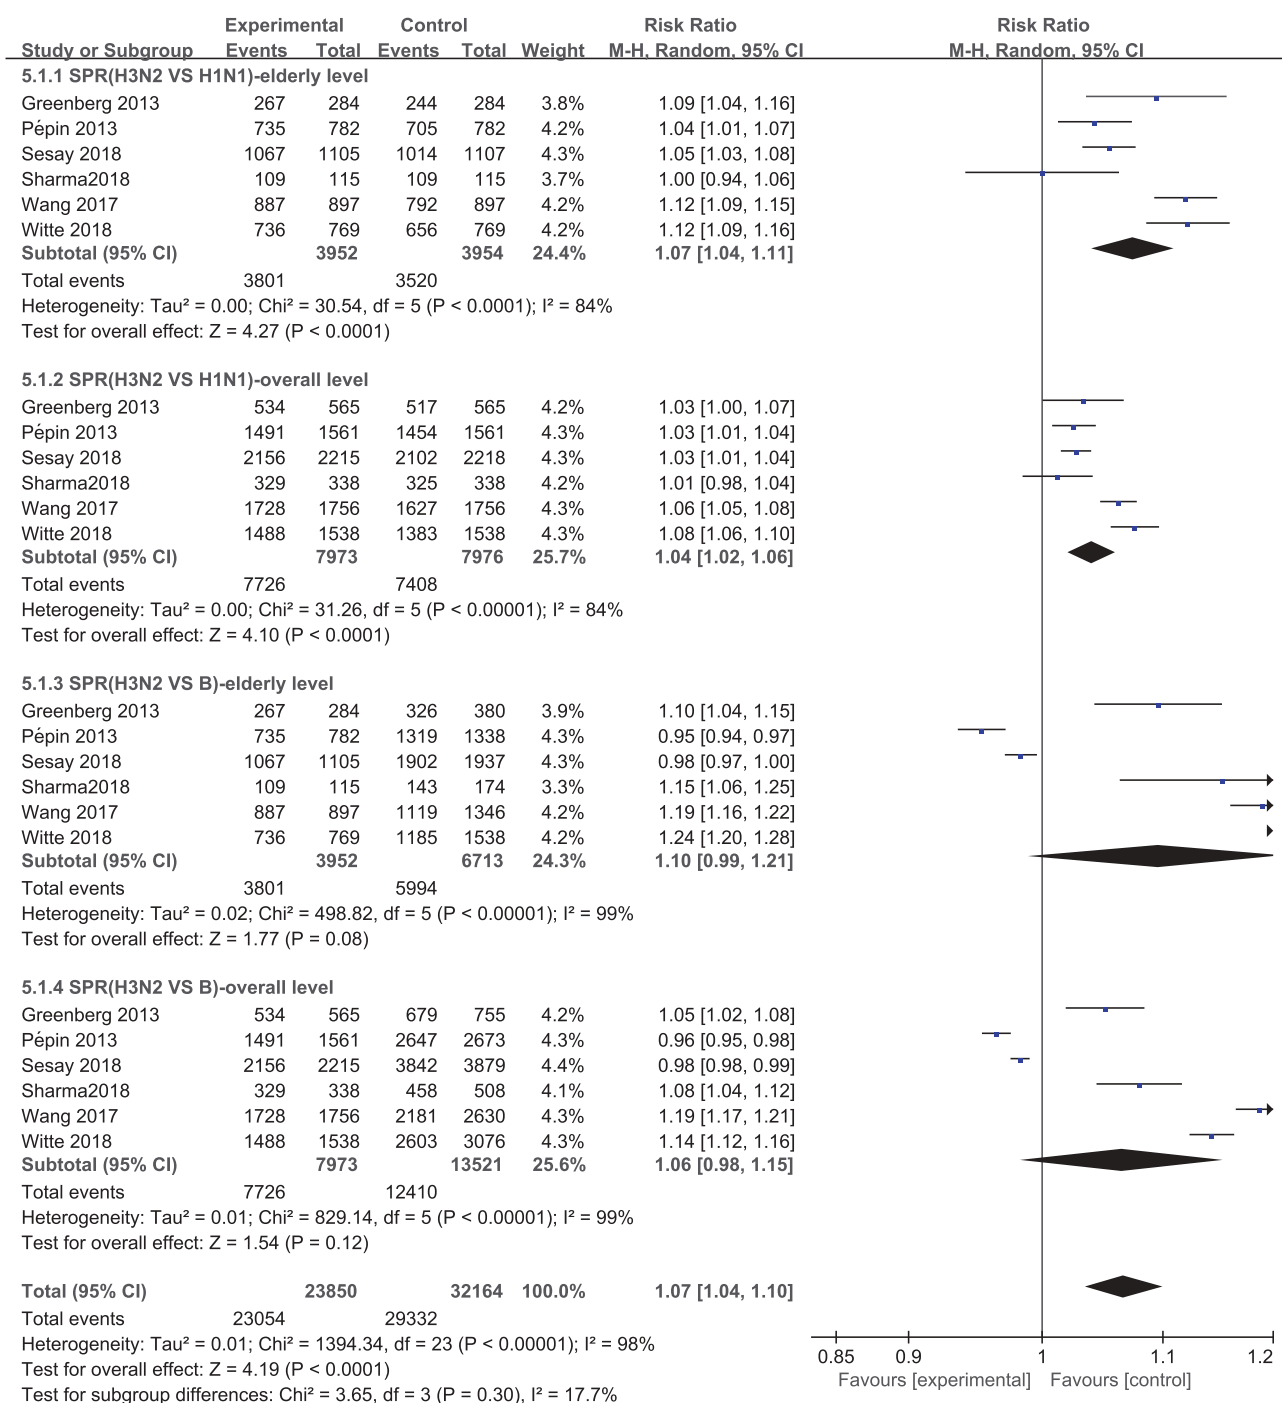 Experimental Control Risk Ratio Risk Ratio
Study or Subgroup Events Total Events Total Weight M-H, Random, 95% CI M-H, Random, 95% CI
5.1.1 SPR(H3N2 VS H1N1)-elderly level
Greenberg 2013 267 284 244 284 3.8% 1.09 [1.04, 1.16]
Pépin 2013 735 782 705 782 4.2% 1.04 [1.01, 1.07]
Sesay 2018 1067 1105 1014 1107 4.3% 1.05 [1.03, 1.08]
Sharma2018 109 115 109 115 3.7% 1.00 [0.94, 1.06]
Wang 2017 887 897 792 897 4.2% 1.12 [1.09, 1.15]
Witte 2018 736 769 656 769 4.2% 1.12 [1.09, 1.16]
Subtotal (95% CI) 3952 3954 24.4% 1.07 [1.04, 1.11]
Total events 3801 3520
Heterogeneity: Tau² = 0.00; Chi² = 30.54, df = 5 (P < 0.0001); I² = 84%
Test for overall effect: Z = 4.27 (P < 0.0001)
5.1.2 SPR(H3N2 VS H1N1)-overall level
Greenberg 2013 534 565 517 565 4.2% 1.03 [1.00, 1.07]
Pépin 2013 1491 1561 1454 1561 4.3% 1.03 [1.01, 1.04]
Sesay 2018 2156 2215 2102 2218 4.3% 1.03 [1.01, 1.04]
Sharma2018 329 338 325 338 4.2% 1.01 [0.98, 1.04]
Wang 2017 1728 1756 1627 1756 4.3% 1.06 [1.05, 1.08]
Witte 2018 1488 1538 1383 1538 4.3% 1.08 [1.06, 1.10]
Subtotal (95% CI) 7973 7976 25.7% 1.04 [1.02, 1.06]
Total events 7726 7408
Heterogeneity: Tau² = 0.00; Chi² = 31.26, df = 5 (P < 0.00001); I² = 84%
Test for overall effect: Z = 4.10 (P < 0.0001)
5.1.3 SPR(H3N2 VS B)-elderly level
Greenberg 2013 267 284 326 380 3.9% 1.10 [1.04, 1.15]
Pépin 2013 735 782 1319 1338 4.3% 0.95 [0.94, 0.97]
Sesay 2018 1067 1105 1902 1937 4.3% 0.98 [0.97, 1.00]
Sharma2018 109 115 143 174 3.3% 1.15 [1.06, 1.25]
Wang 2017 887 897 1119 1346 4.2% 1.19 [1.16, 1.22]
Witte 2018 736 769 1185 1538 4.2% 1.24 [1.20, 1.28]
Subtotal (95% CI) 3952 6713 24.3% 1.10 [0.99, 1.21]
Total events 3801 5994
Heterogeneity: Tau² = 0.02; Chi² = 498.82, df = 5 (P < 0.00001); I² = 99%
Test for overall effect: Z = 1.77 (P = 0.08)
5.1.4 SPR(H3N2 VS B)-overall level
Greenberg 2013 534 565 679 755 4.2% 1.05 [1.02, 1.08]
Pépin 2013 1491 1561 2647 2673 4.3% 0.96 [0.95, 0.98]
Sesay 2018 2156 2215 3842 3879 4.4% 0.98 [0.98, 0.99]
Sharma2018 329 338 458 508 4.1% 1.08 [1.04, 1.12]
Wang 2017 1728 1756 2181 2630 4.3% 1.19 [1.17, 1.21]
Witte 2018 1488 1538 2603 3076 4.3% 1.14 [1.12, 1.16]
Subtotal (95% CI) 7973 13521 25.6% 1.06 [0.98, 1.15]
Total events 7726 12410
Heterogeneity: Tau² = 0.01; Chi² = 829.14, df = 5 (P < 0.00001); I² = 99%
Test for overall effect: Z = 1.54 (P = 0.12)
Total (95% CI) 23850 32164 100.0% 1.07 [1.04, 1.10]
Total events 23054 29332
Heterogeneity: Tau² = 0.01; Chi² = 1394.34, df = 23 (P < 0.00001); I² = 98%
Test for overall effect: Z = 4.19 (P < 0.0001)
Test for subgroup differences: Chi² = 3.65, df = 3 (P = 0.30), I² = 17.7%
0.85 0.9 1 1.1 1.2
Favours [experimental] Favours [control]